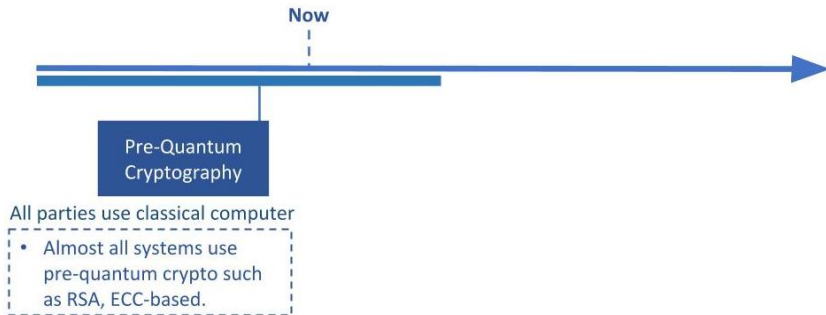 Now
Pre-Quantum
Cryptography
All parties use classical computer
• Almost all systems use
pre-quantum crypto such
as RSA, ECC-based.